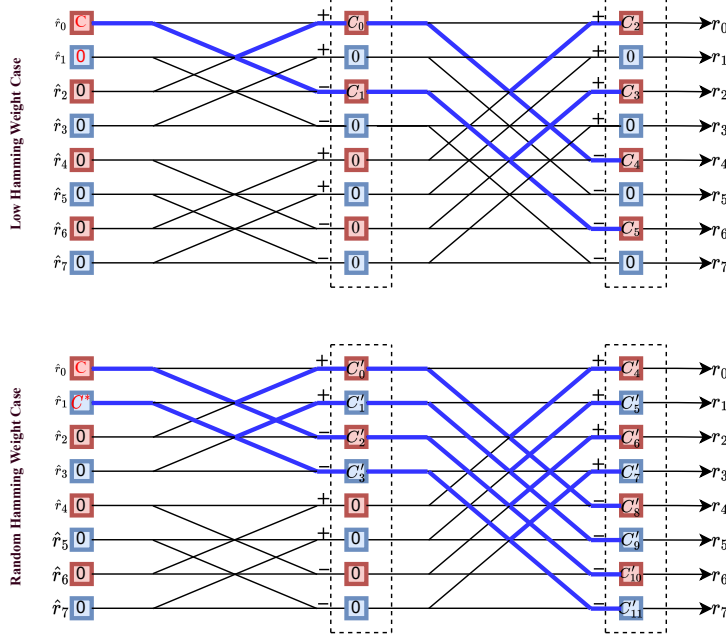 Low Hamming Weight Case
r̂₀ C + C₀ + C₂ r₀
r̂₁ 0 + 0 + 0 r₁
r̂₂ 0 − C₁ + C₃ r₂
r̂₃ 0 − 0 + 0 r₃
r̂₄ 0 + 0 − C₄ r₄
r̂₅ 0 + 0 − 0 r₅
r̂₆ 0 − 0 − C₅ r₆
r̂₇ 0 − 0 − 0 r₇
Random Hamming Weight Case
r̂₀ C + C′₀ + C′₄ r₀
r̂₁ C* + C′₁ + C′₅ r₁
r̂₂ 0 − C′₂ + C′₆ r₂
r̂₃ 0 − C′₃ + C′₇ r₃
r̂₄ 0 + 0 − C′₈ r₄
r̂₅ 0 + 0 − C′₉ r₅
r̂₆ 0 − 0 − C′₁₀ r₆
r̂₇ 0 − 0 − C′₁₁ r₇